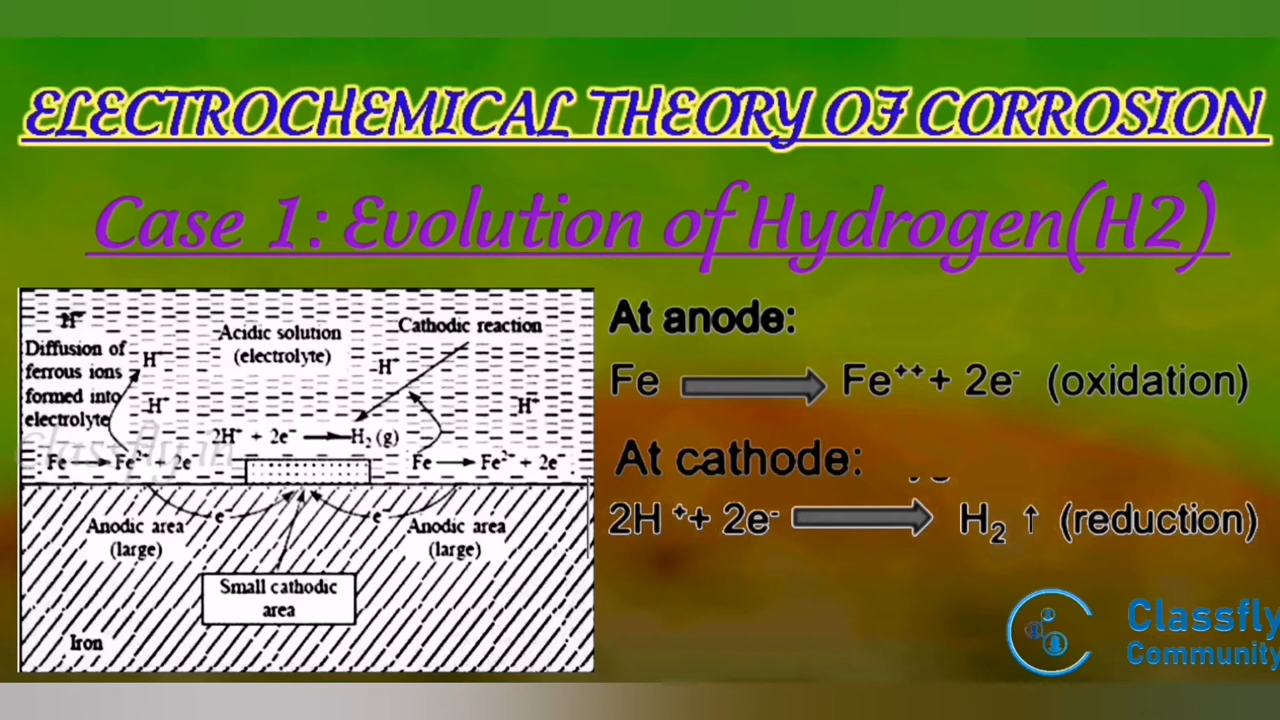 ELECTROCHEMICAL THEORY OF CORROSION
Case 1: Evolution of Hydrogen(H2)
H⁺
Diffusion of
ferrous ions
formed into
electrolyte
H⁺
H⁺
Acidic solution
(electrolyte)
Cathodic reaction
H⁺
H⁺
2H⁺ + 2e⁻ → H₂ (g)
Fe → Fe²⁺ + 2e⁻
Fe → Fe²⁺ + 2e⁻
Classfly.in
e⁻
e⁻
Anodic area
(large)
Anodic area
(large)
Small cathodic
area
Iron
At anode:
Fe → Fe⁺⁺ + 2e⁻ (oxidation)
At cathode:
2H⁺ + 2e⁻ → H₂ ↑ (reduction)
Classfly
Community